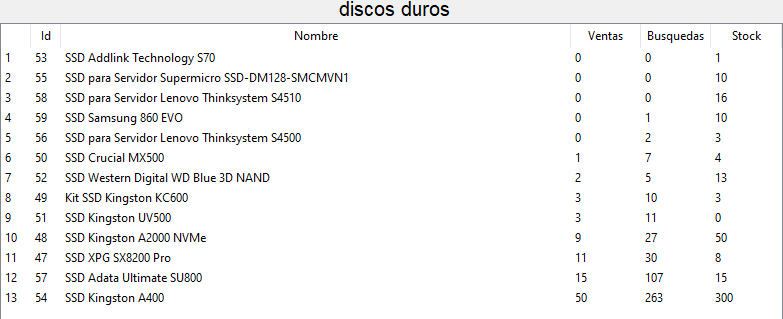 discos duros
Id Nombre Ventas Busquedas Stock
1 53 SSD Addlink Technology S70 0 0 1
2 55 SSD para Servidor Supermicro SSD-DM128-SMCMVN1 0 0 10
3 58 SSD para Servidor Lenovo Thinksystem S4510 0 0 16
4 59 SSD Samsung 860 EVO 0 1 10
5 56 SSD para Servidor Lenovo Thinksystem S4500 0 2 3
6 50 SSD Crucial MX500 1 7 4
7 52 SSD Western Digital WD Blue 3D NAND 2 5 13
8 49 Kit SSD Kingston KC600 3 10 3
9 51 SSD Kingston UV500 3 11 0
10 48 SSD Kingston A2000 NVMe 9 27 50
11 47 SSD XPG SX8200 Pro 11 30 8
12 57 SSD Adata Ultimate SU800 15 107 15
13 54 SSD Kingston A400 50 263 300